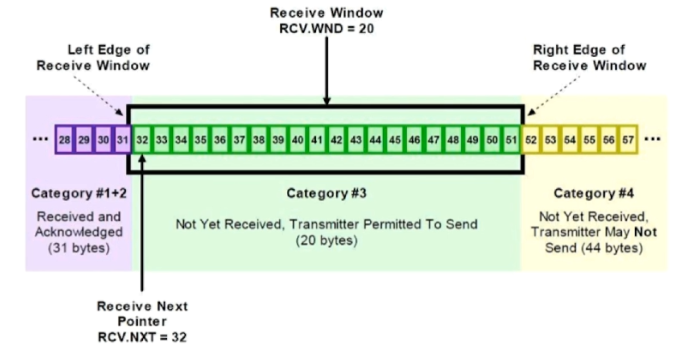 Receive Window
RCV.WND = 20
Left Edge of
Receive Window
Right Edge of
Receive Window
... 28 29 30 31 32 33 34 35 36 37 38 39 40 41 42 43 44 45 46 47 48 49 50 51 52 53 54 55 56 57 ...
Category #1+2
Received and
Acknowledged
(31 bytes)
Category #3
Not Yet Received, Transmitter Permitted To Send
(20 bytes)
Category #4
Not Yet Received,
Transmitter May Not
Send (44 bytes)
Receive Next
Pointer
RCV.NXT = 32